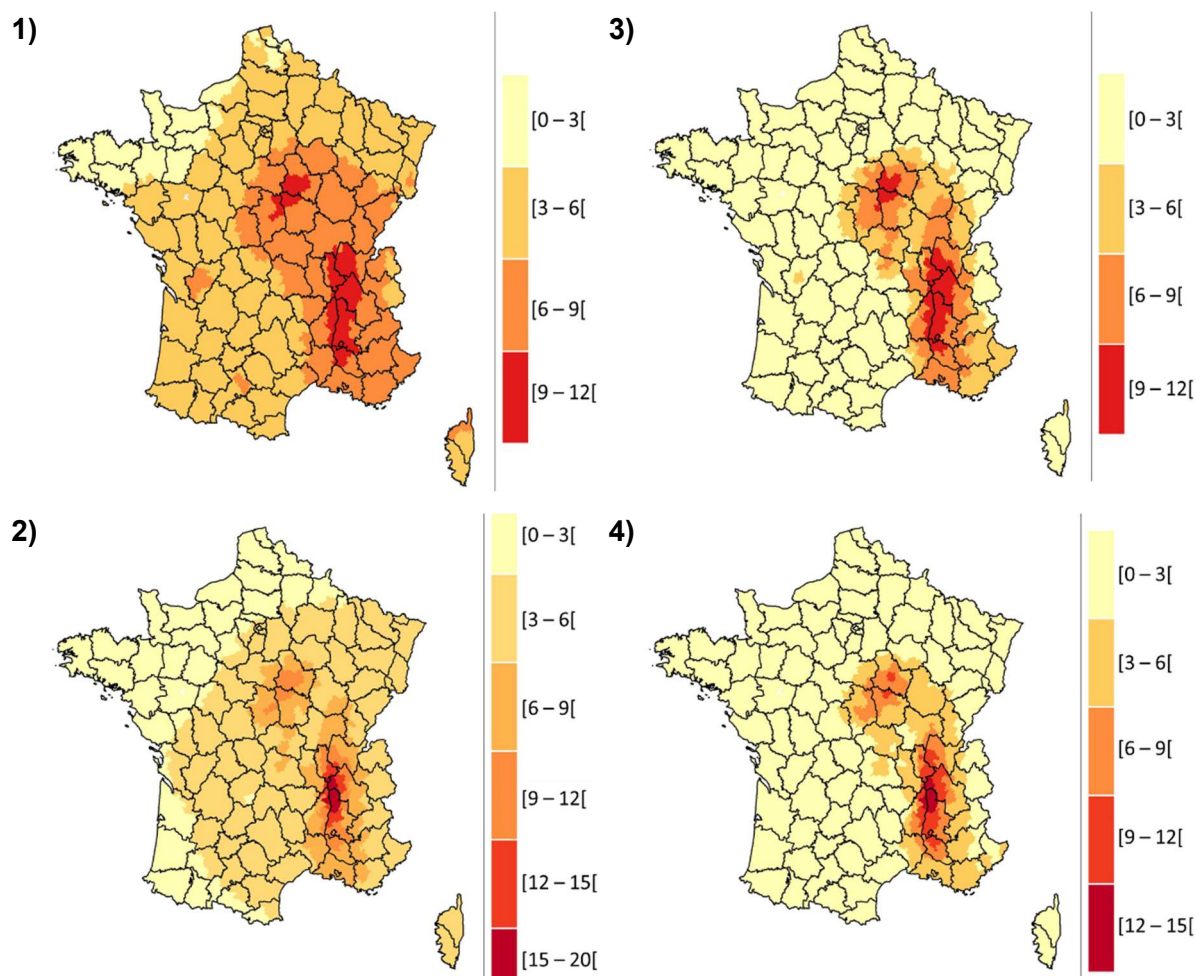 1)
[0 – 3[
[3 – 6[
[6 – 9[
[9 – 12[
3)
[0 – 3[
[3 – 6[
[6 – 9[
[9 – 12[
2)
[0 – 3[
[3 – 6[
[6 – 9[
[9 – 12[
[12 – 15[
[15 – 20[
4)
[0 – 3[
[3 – 6[
[6 – 9[
[9 – 12[
[12 – 15[